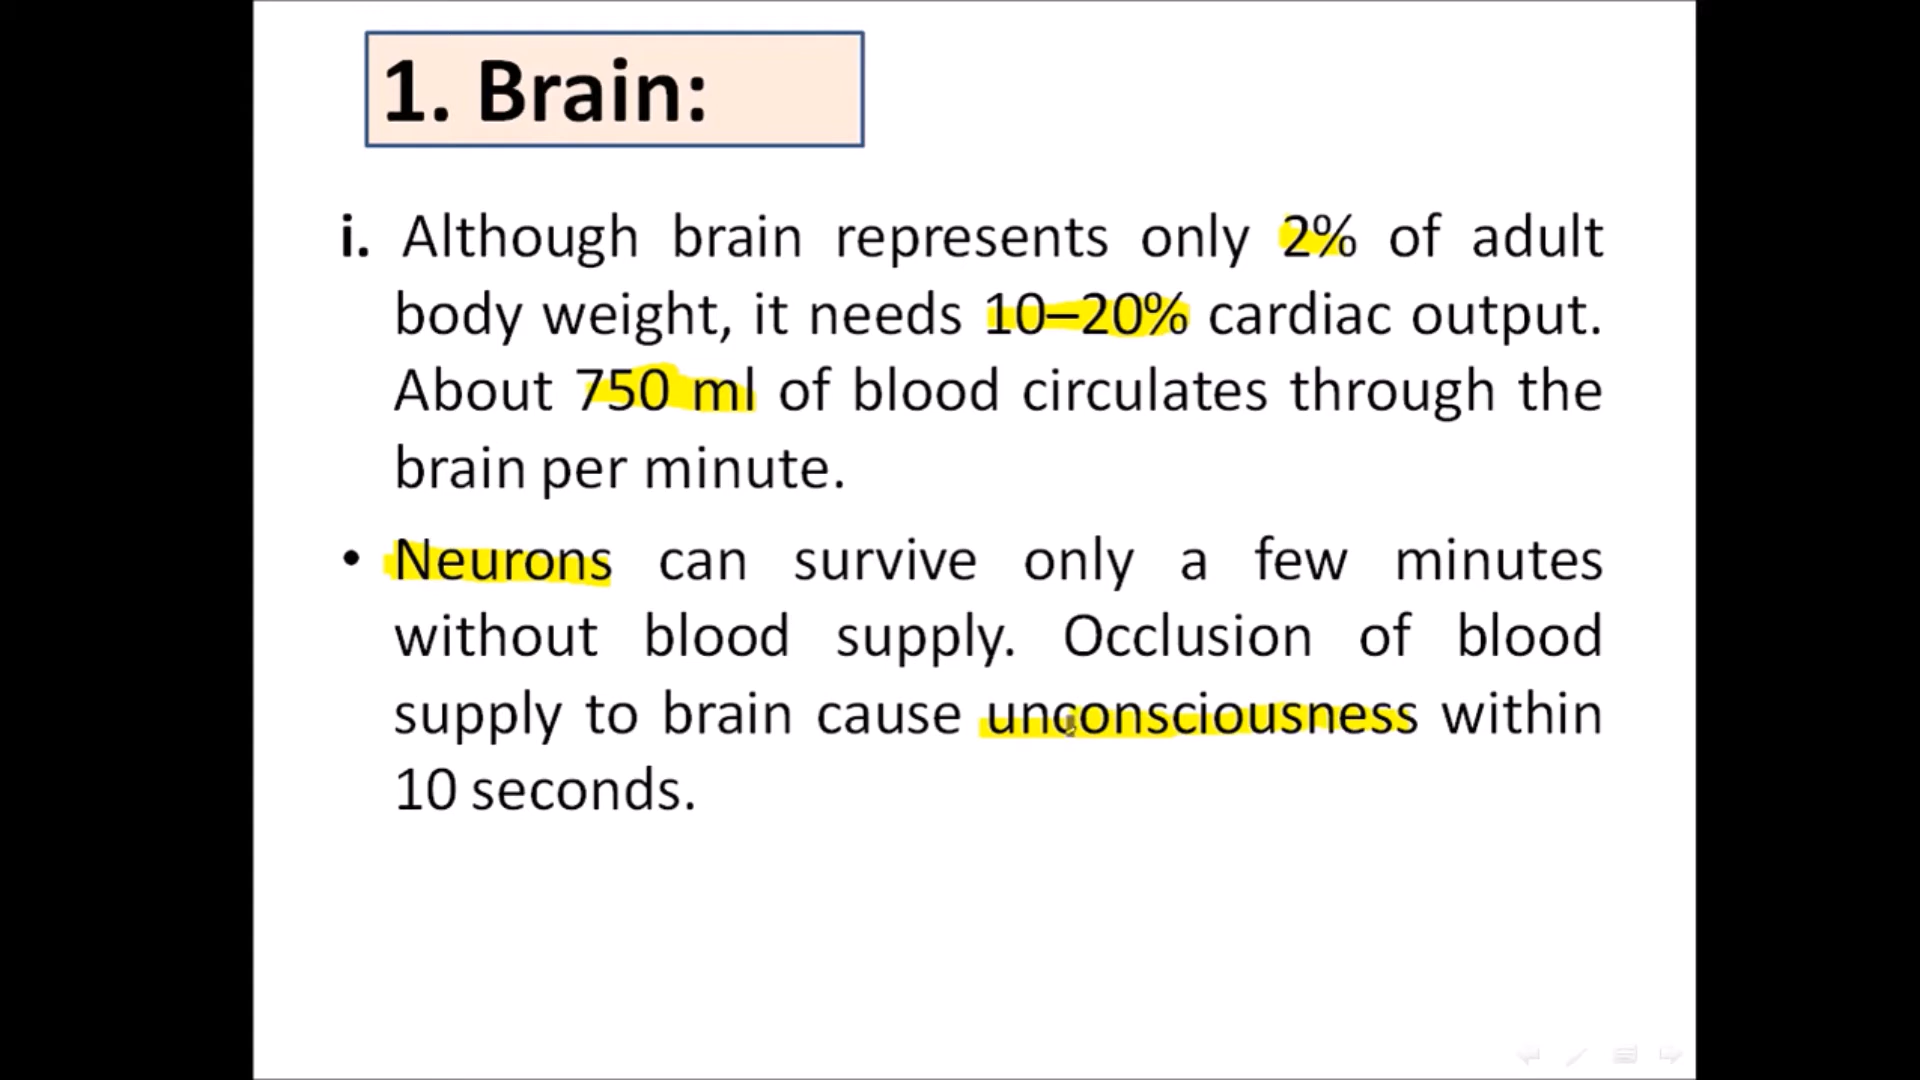 1. Brain:
i. Although brain represents only 2% of adult
body weight, it needs 10–20% cardiac output.
About 750 ml of blood circulates through the
brain per minute.
• Neurons can survive only a few minutes
without blood supply. Occlusion of blood
supply to brain cause unconsciousness within
10 seconds.